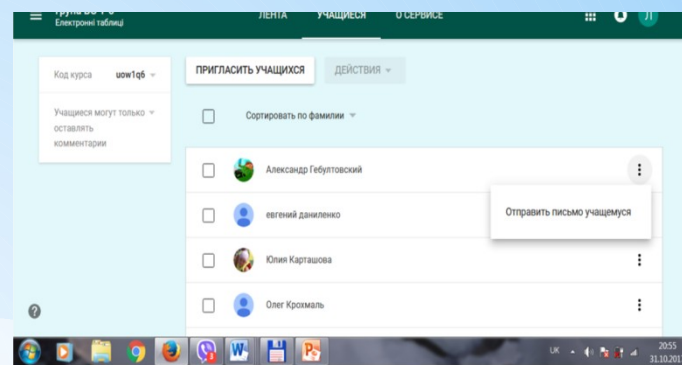 Електронні таблиці
ЛЕНТА УЧАЩИЕСЯ О СЕРВИСЕ
Л
Код курса uow1q6
ПРИГЛАСИТЬ УЧАЩИХСЯ ДЕЙСТВИЯ
Учащиеся могут только
оставлять
комментарии
Сортировать по фамилии
Александр Гебултовский
Отправить письмо учащемуся
евгений даниленко
Юлия Карташова
Олег Крохмаль
UK
20:55
31.10.201